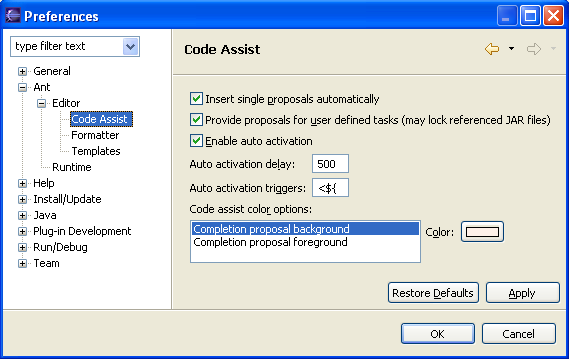 Preferences
type filter text
General
Ant
Editor
Code Assist
Formatter
Templates
Runtime
Help
Install/Update
Java
Plug-in Development
Run/Debug
Team
Code Assist
Insert single proposals automatically
Provide proposals for user defined tasks (may lock referenced JAR files)
Enable auto activation
Auto activation delay: 500
Auto activation triggers: <${
Code assist color options:
Completion proposal background
Completion proposal foreground
Color:
Restore Defaults Apply
OK Cancel